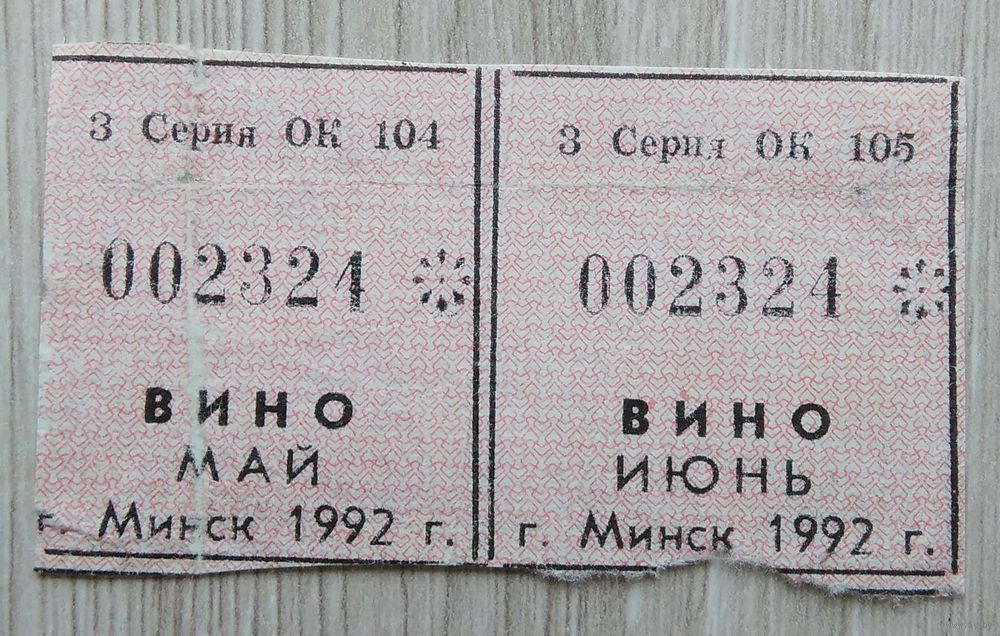 3 Серия ОК 104
002324
ВИНО
МАЙ
г. Минск 1992 г.
3 Серия ОК 105
002324
ВИНО
ИЮНЬ
г. Минск 1992 г.